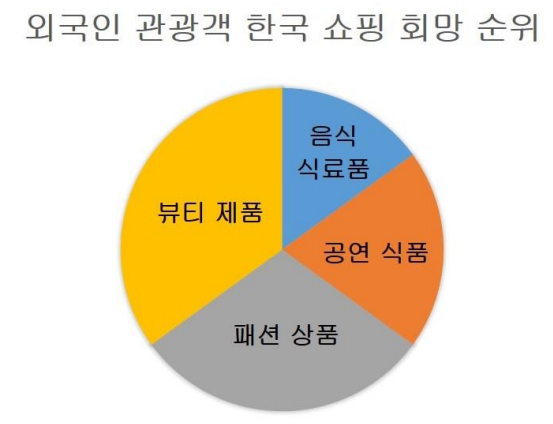 외국인 관광객 한국 쇼핑 희망 순위
음식
식료품
뷰티 제품
공연 식품
패션 상품